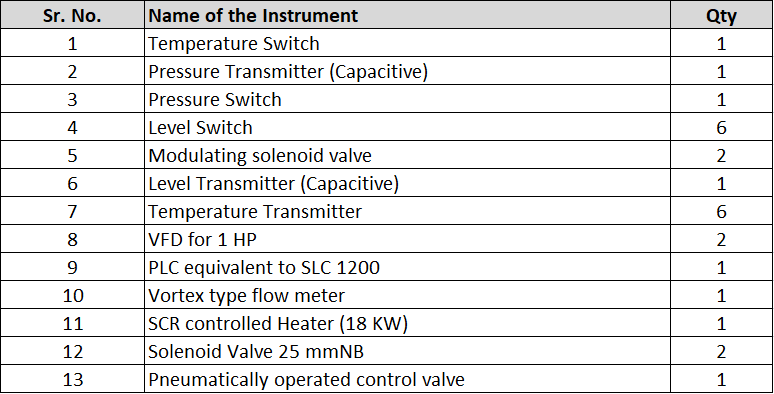 Sr. No. Name of the Instrument Qty
1 Temperature Switch 1
2 Pressure Transmitter (Capacitive) 1
3 Pressure Switch 1
4 Level Switch 6
5 Modulating solenoid valve 2
6 Level Transmitter (Capacitive) 1
7 Temperature Transmitter 6
8 VFD for 1 HP 2
9 PLC equivalent to SLC 1200 1
10 Vortex type flow meter 1
11 SCR controlled Heater (18 KW) 1
12 Solenoid Valve 25 mmNB 2
13 Pneumatically operated control valve 1